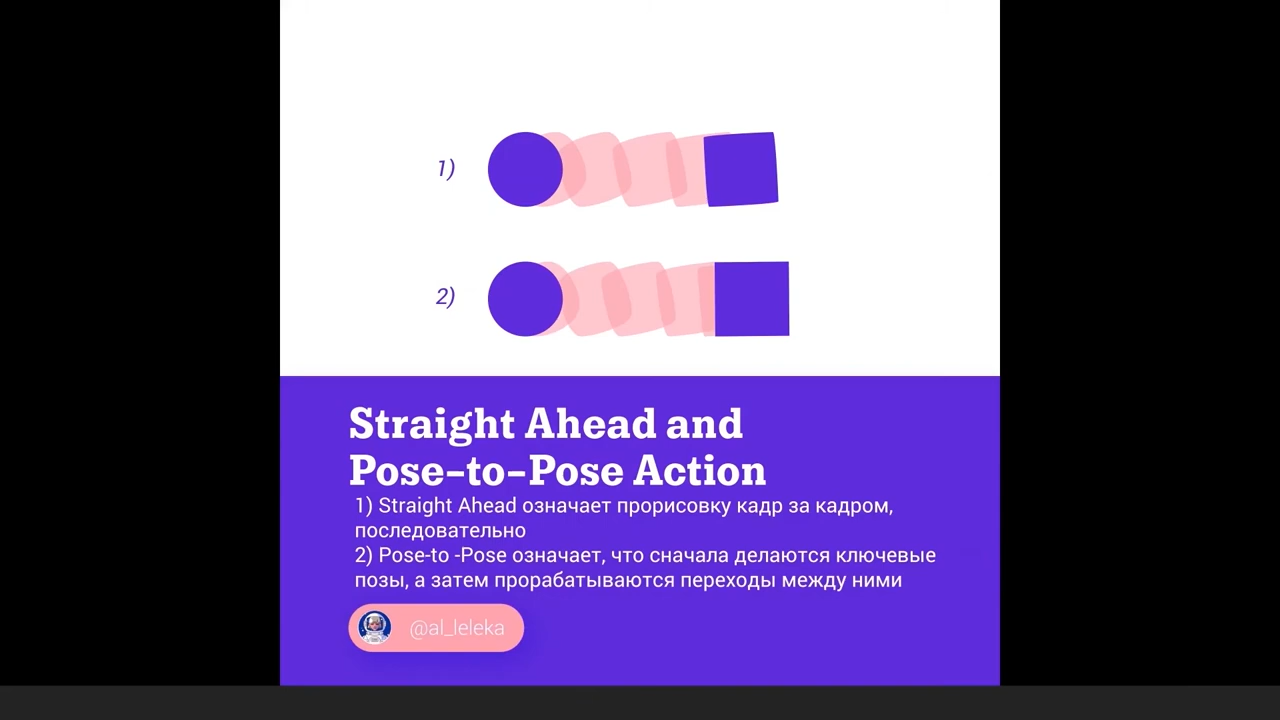 1)
2)
Straight Ahead and
Pose-to-Pose Action
1) Straight Ahead означает прорисовку кадр за кадром,
последовательно
2) Pose-to -Pose означает, что сначала делаются ключевые
позы, а затем прорабатываются переходы между ними
@al_leleka